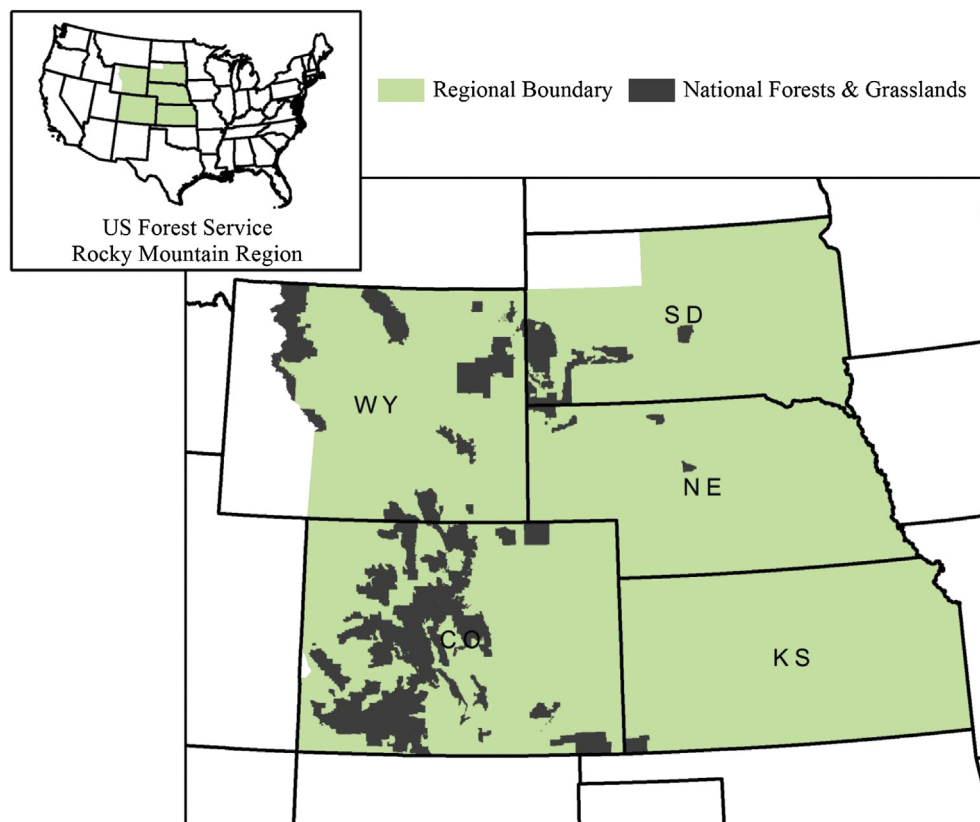 US Forest Service
Rocky Mountain Region
Regional Boundary
National Forests & Grasslands
SD
WY
NE
CO
KS